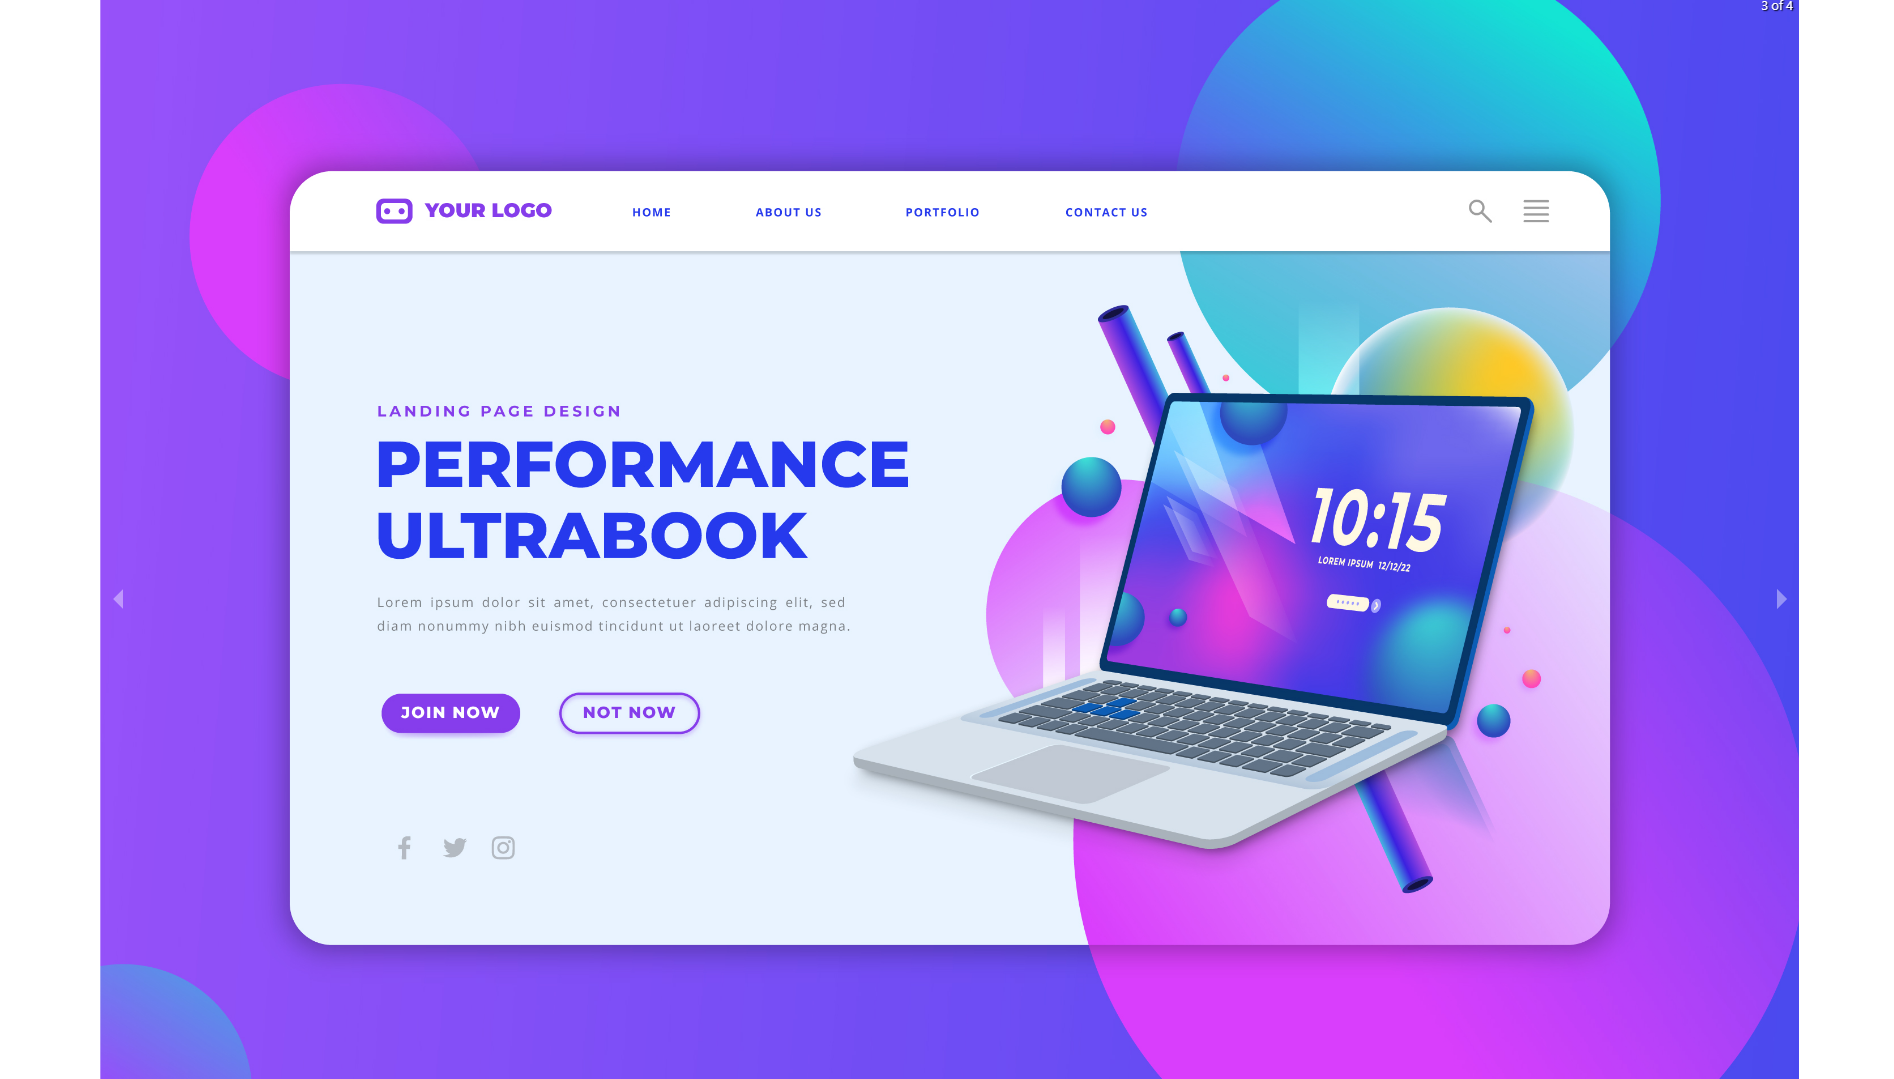 3 of 4
YOUR LOGO
HOME
ABOUT US
PORTFOLIO
CONTACT US
LANDING PAGE DESIGN
PERFORMANCE
ULTRABOOK
Lorem ipsum dolor sit amet, consectetuer adipiscing elit, sed
diam nonummy nibh euismod tincidunt ut laoreet dolore magna.
JOIN NOW
NOT NOW
10:15
LOREM IPSUM 12/12/22